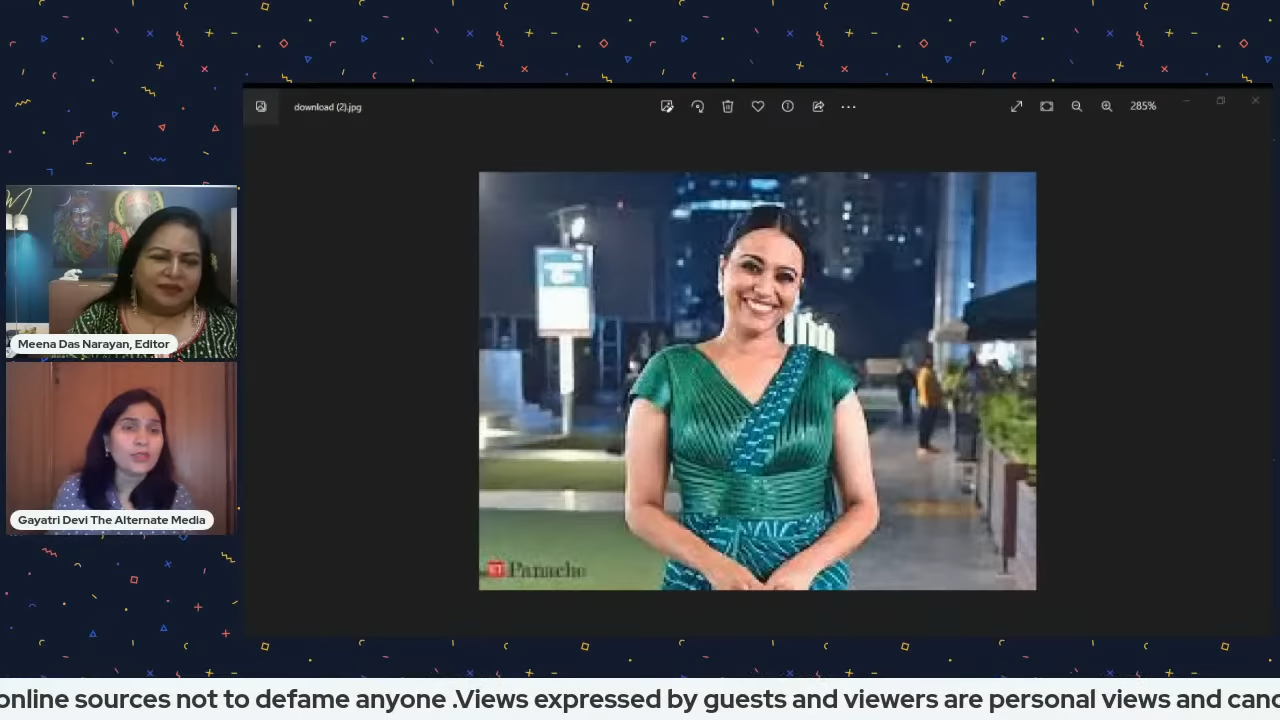 download (2).jpg
285%
Meena Das Narayan, Editor
Gayatri Devi The Alternate Media
ET Panache
online sources not to defame anyone .Views expressed by guests and viewers are personal views and